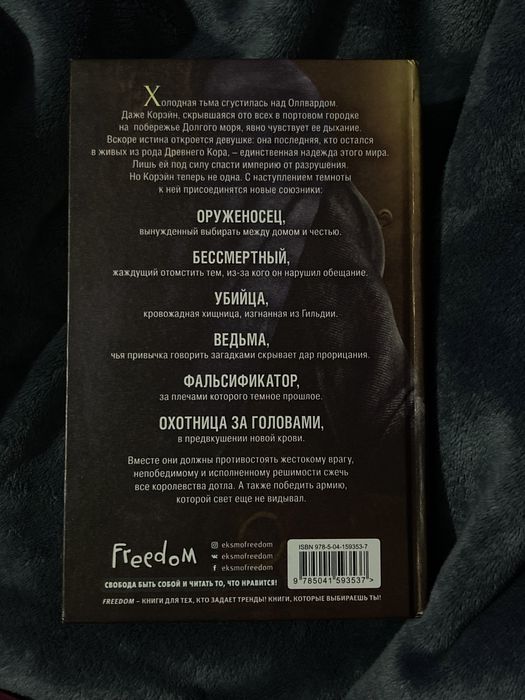 Холодная тьма сгустилась над Оллвардом.
Даже Корэйн, скрывшаяся ото всех в портовом городке
на побережье Долгого моря, явно чувствует ее дыхание.
Вскоре истина откроется девушке: она последняя, кто остался
в живых из рода Древнего Кора, – единственная надежда этого мира.
Лишь ей под силу спасти империю от разрушения.
Но Корэйн теперь не одна. С наступлением темноты
к ней присоединятся новые союзники:
ОРУЖЕНОСЕЦ,
вынужденный выбирать между домом и честью.
БЕССМЕРТНЫЙ,
жаждущий отомстить тем, из-за кого он нарушил обещание.
УБИЙЦА,
кровожадная хищница, изгнанная из Гильдии.
ВЕДЬМА,
чья привычка говорить загадками скрывает дар прорицания.
ФАЛЬСИФИКАТОР,
за плечами которого темное прошлое.
ОХОТНИЦА ЗА ГОЛОВАМИ,
в предвкушении новой крови.
Вместе они должны противостоять жестокому врагу,
непобедимому и исполненному решимости сжечь
все королевства дотла. А также победить армию,
которой свет еще не видывал.
Freedom
eksmofreedom
eksmofreedom
eksmofreedom
СВОБОДА БЫТЬ СОБОЙ И ЧИТАТЬ ТО, ЧТО НРАВИТСЯ!
ISBN 978-5-04-159353-7
9 785041 593537 >
FREEDOM – КНИГИ ДЛЯ ТЕХ, КТО ЗАДАЕТ ТРЕНДЫ! КНИГИ, КОТОРЫЕ ВЫБИРАЕШЬ ТЫ!